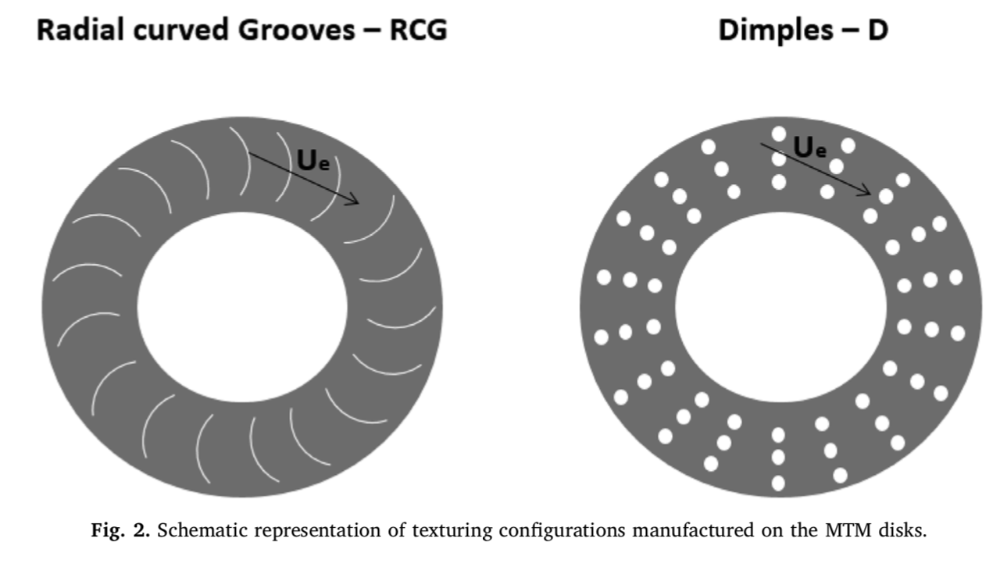 Radial curved Grooves – RCG
Dimples – D
Ue
Ue
Fig. 2. Schematic representation of texturing configurations manufactured on the MTM disks.